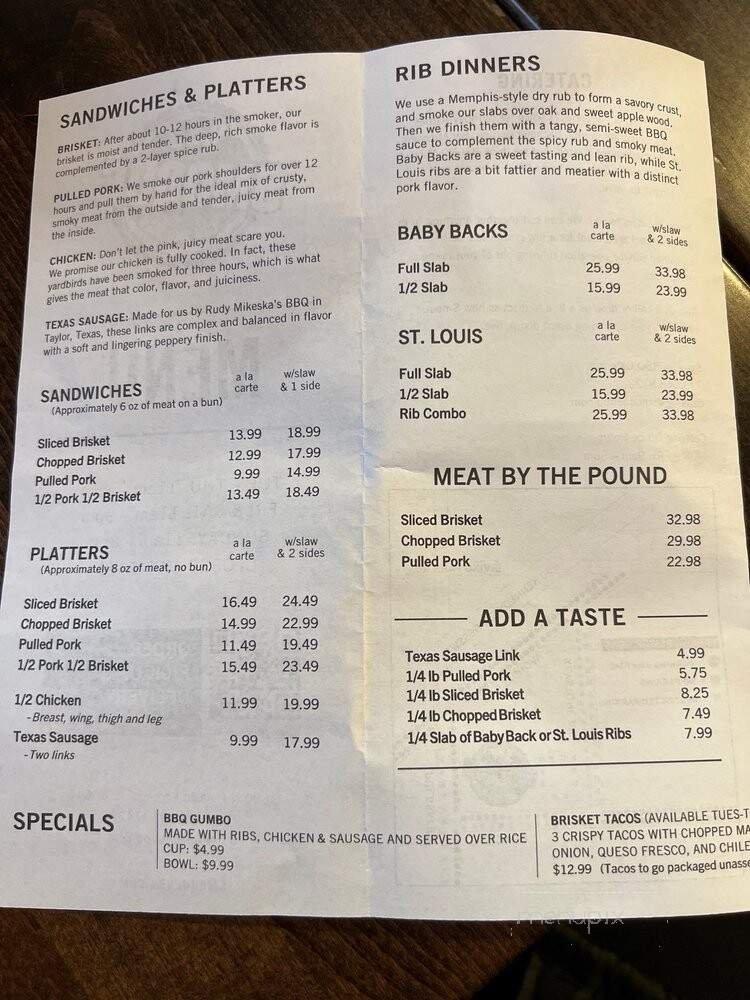 SANDWICHES & PLATTERS
BRISKET: After about 10-12 hours in the smoker, our
brisket is moist and tender. The deep, rich smoke flavor is
complemented by a 2-layer spice rub.
PULLED PORK: We smoke our pork shoulders for over 12
hours and pull them by hand for the ideal mix of crusty,
smoky meat from the outside and tender, juicy meat from
the inside.
CHICKEN: Don't let the pink, juicy meat scare you.
We promise our chicken is fully cooked. In fact, these
yardbirds have been smoked for three hours, which is what
gives the meat that color, flavor, and juiciness.
TEXAS SAUSAGE: Made for us by Rudy Mikeska's BBQ in
Taylor, Texas, these links are complex and balanced in flavor
with a soft and lingering peppery finish.
SANDWICHES a la carte w/slaw & 1 side
(Approximately 6 oz of meat on a bun)
Sliced Brisket 13.99 18.99
Chopped Brisket 12.99 17.99
Pulled Pork 9.99 14.99
1/2 Pork 1/2 Brisket 13.49 18.49
PLATTERS a la carte w/slaw & 2 sides
(Approximately 8 oz of meat, no bun)
Sliced Brisket 16.49 24.49
Chopped Brisket 14.99 22.99
Pulled Pork 11.49 19.49
1/2 Pork 1/2 Brisket 15.49 23.49
1/2 Chicken 11.99 19.99
- Breast, wing, thigh and leg
Texas Sausage 9.99 17.99
- Two links
RIB DINNERS
We use a Memphis-style dry rub to form a savory crust,
and smoke our slabs over oak and sweet apple wood.
Then we finish them with a tangy, semi-sweet BBQ
sauce to complement the spicy rub and smoky meat.
Baby Backs are a sweet tasting and lean rib, while St.
Louis ribs are a bit fattier and meatier with a distinct
pork flavor.
BABY BACKS a la carte w/slaw & 2 sides
Full Slab 25.99 33.98
1/2 Slab 15.99 23.99
ST. LOUIS a la carte w/slaw & 2 sides
Full Slab 25.99 33.98
1/2 Slab 15.99 23.99
Rib Combo 25.99 33.98
MEAT BY THE POUND
Sliced Brisket 32.98
Chopped Brisket 29.98
Pulled Pork 22.98
ADD A TASTE
Texas Sausage Link 4.99
1/4 lb Pulled Pork 5.75
1/4 lb Sliced Brisket 8.25
1/4 lb Chopped Brisket 7.49
1/4 Slab of Baby Back or St. Louis Ribs 7.99
SPECIALS
BBQ GUMBO
MADE WITH RIBS, CHICKEN & SAUSAGE AND SERVED OVER RICE
CUP: $4.99
BOWL: $9.99
BRISKET TACOS (AVAILABLE TUES-T
3 CRISPY TACOS WITH CHOPPED MA
ONION, QUESO FRESCO, AND CHILE
$12.99 (Tacos to go packaged unasse
menupix